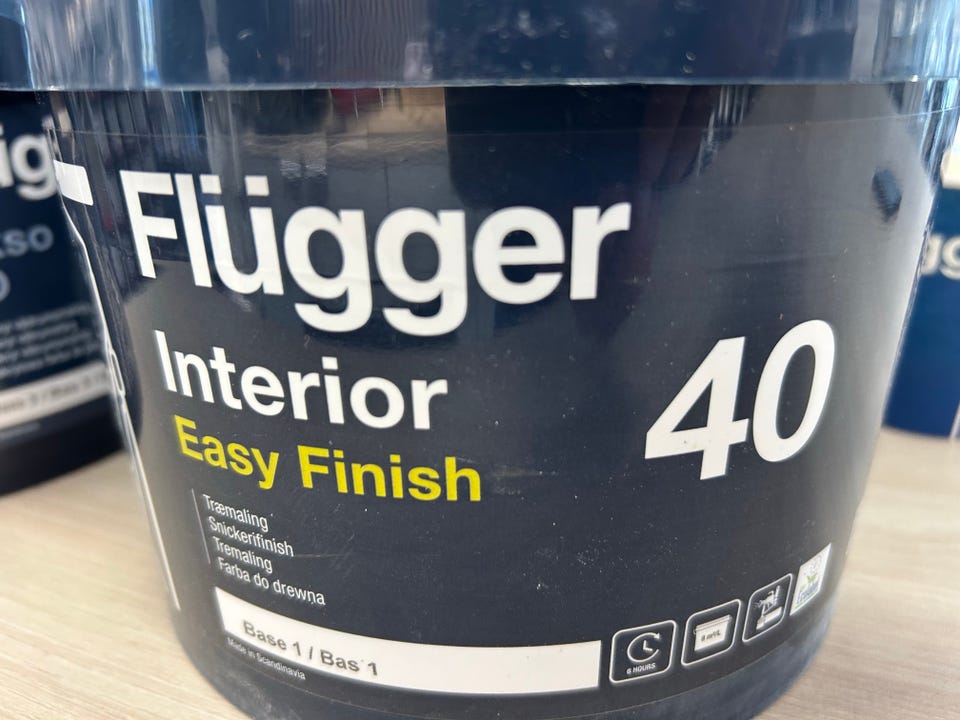 Flügger
Interior
40
Easy Finish
Træmaling
Snickerifinish
Tremaling
Farba do drewna
Base 1 / Bas 1
Made in Scandinavia
6 HOURS